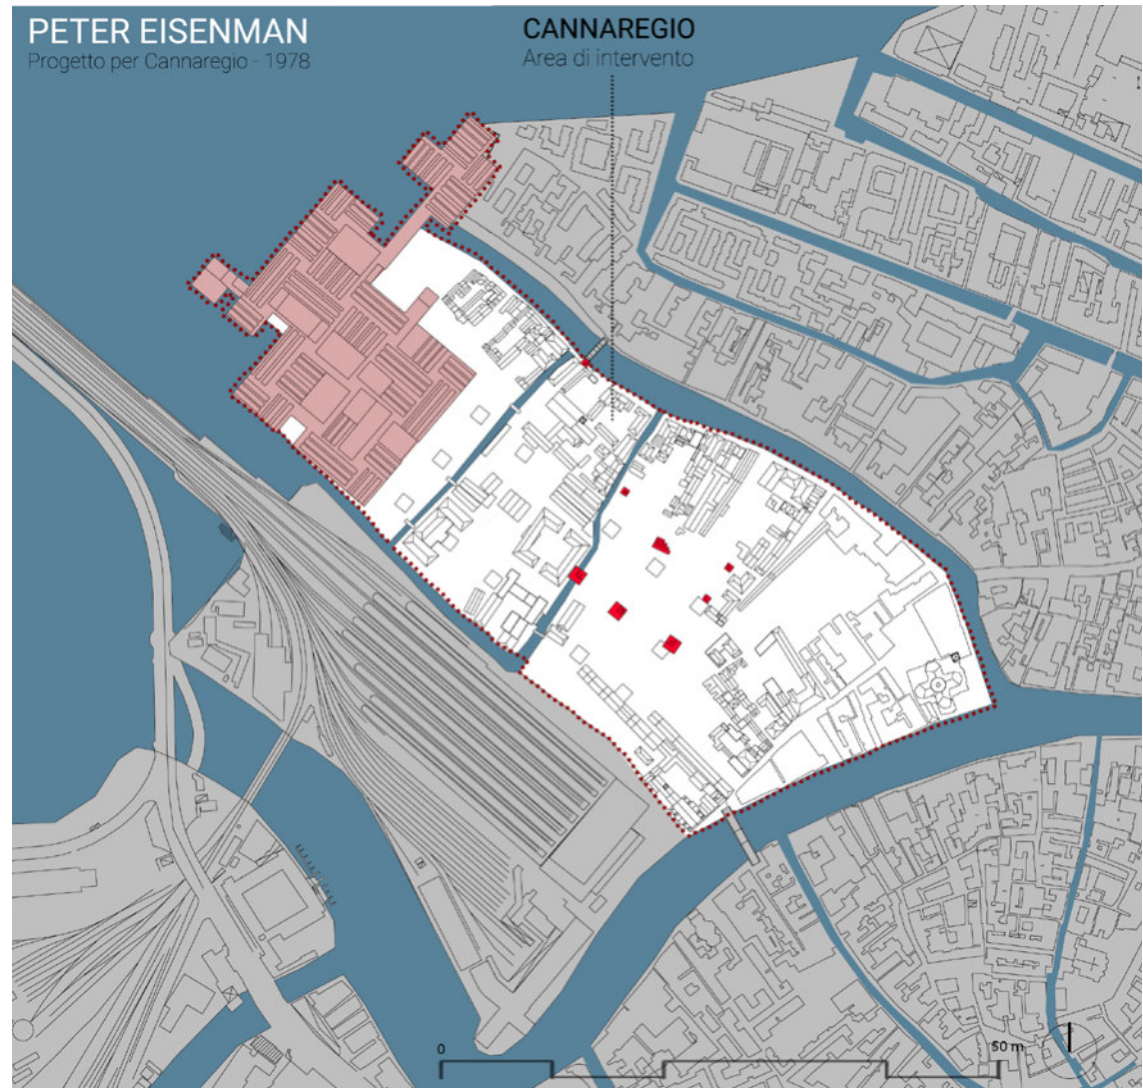 PETER EISENMAN
Progetto per Cannaregio - 1978
CANNAREGIO
Area di intervento
0
50 m